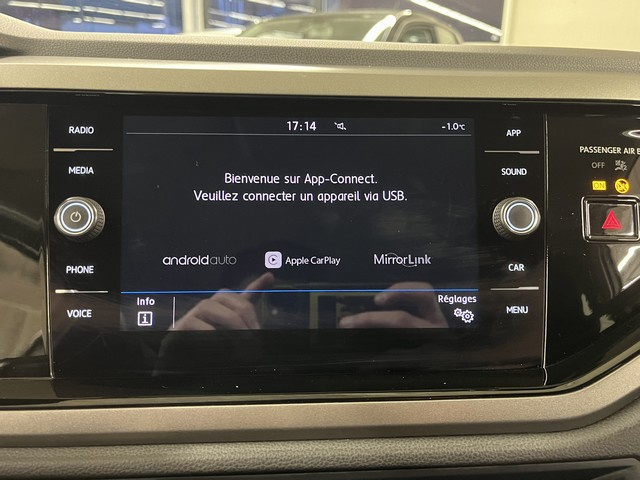 RADIO
MEDIA
PHONE
VOICE
17:14
-1.0°C
Bienvenue sur App-Connect.
Veuillez connecter un appareil via USB.
androidauto
Apple CarPlay
MirrorLink
Info
Réglages
APP
SOUND
CAR
MENU
PASSENGER AIR
OFF
ON